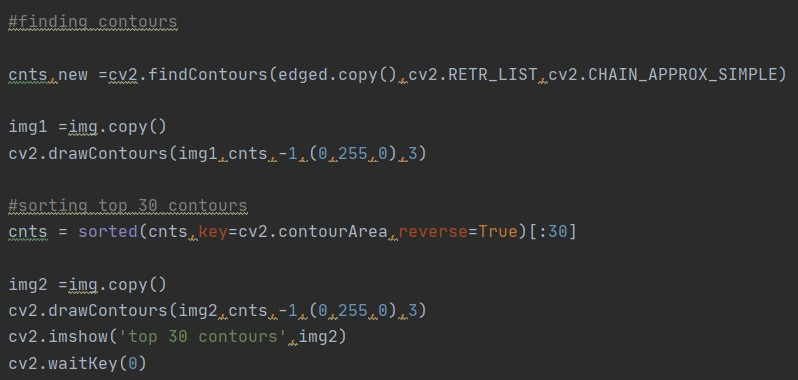 #finding contours
cnts,new =cv2.findContours(edged.copy(),cv2.RETR_LIST,cv2.CHAIN_APPROX_SIMPLE)
img1 =img.copy()
cv2.drawContours(img1,cnts,-1,(0,255,0),3)
#sorting top 30 contours
cnts = sorted(cnts,key=cv2.contourArea,reverse=True)[:30]
img2 =img.copy()
cv2.drawContours(img2,cnts,-1,(0,255,0),3)
cv2.imshow('top 30 contours',img2)
cv2.waitKey(0)